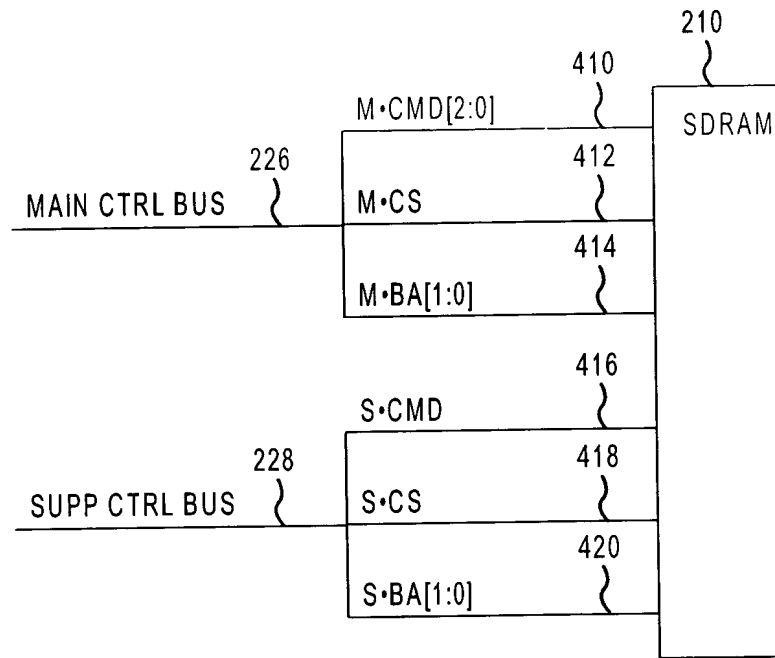 210
410
M•CMD[2:0]
SDRAM
226
412
MAIN CTRL BUS
M•CS
414
M•BA[1:0]
416
S•CMD
228
418
SUPP CTRL BUS
S•CS
420
S•BA[1:0]